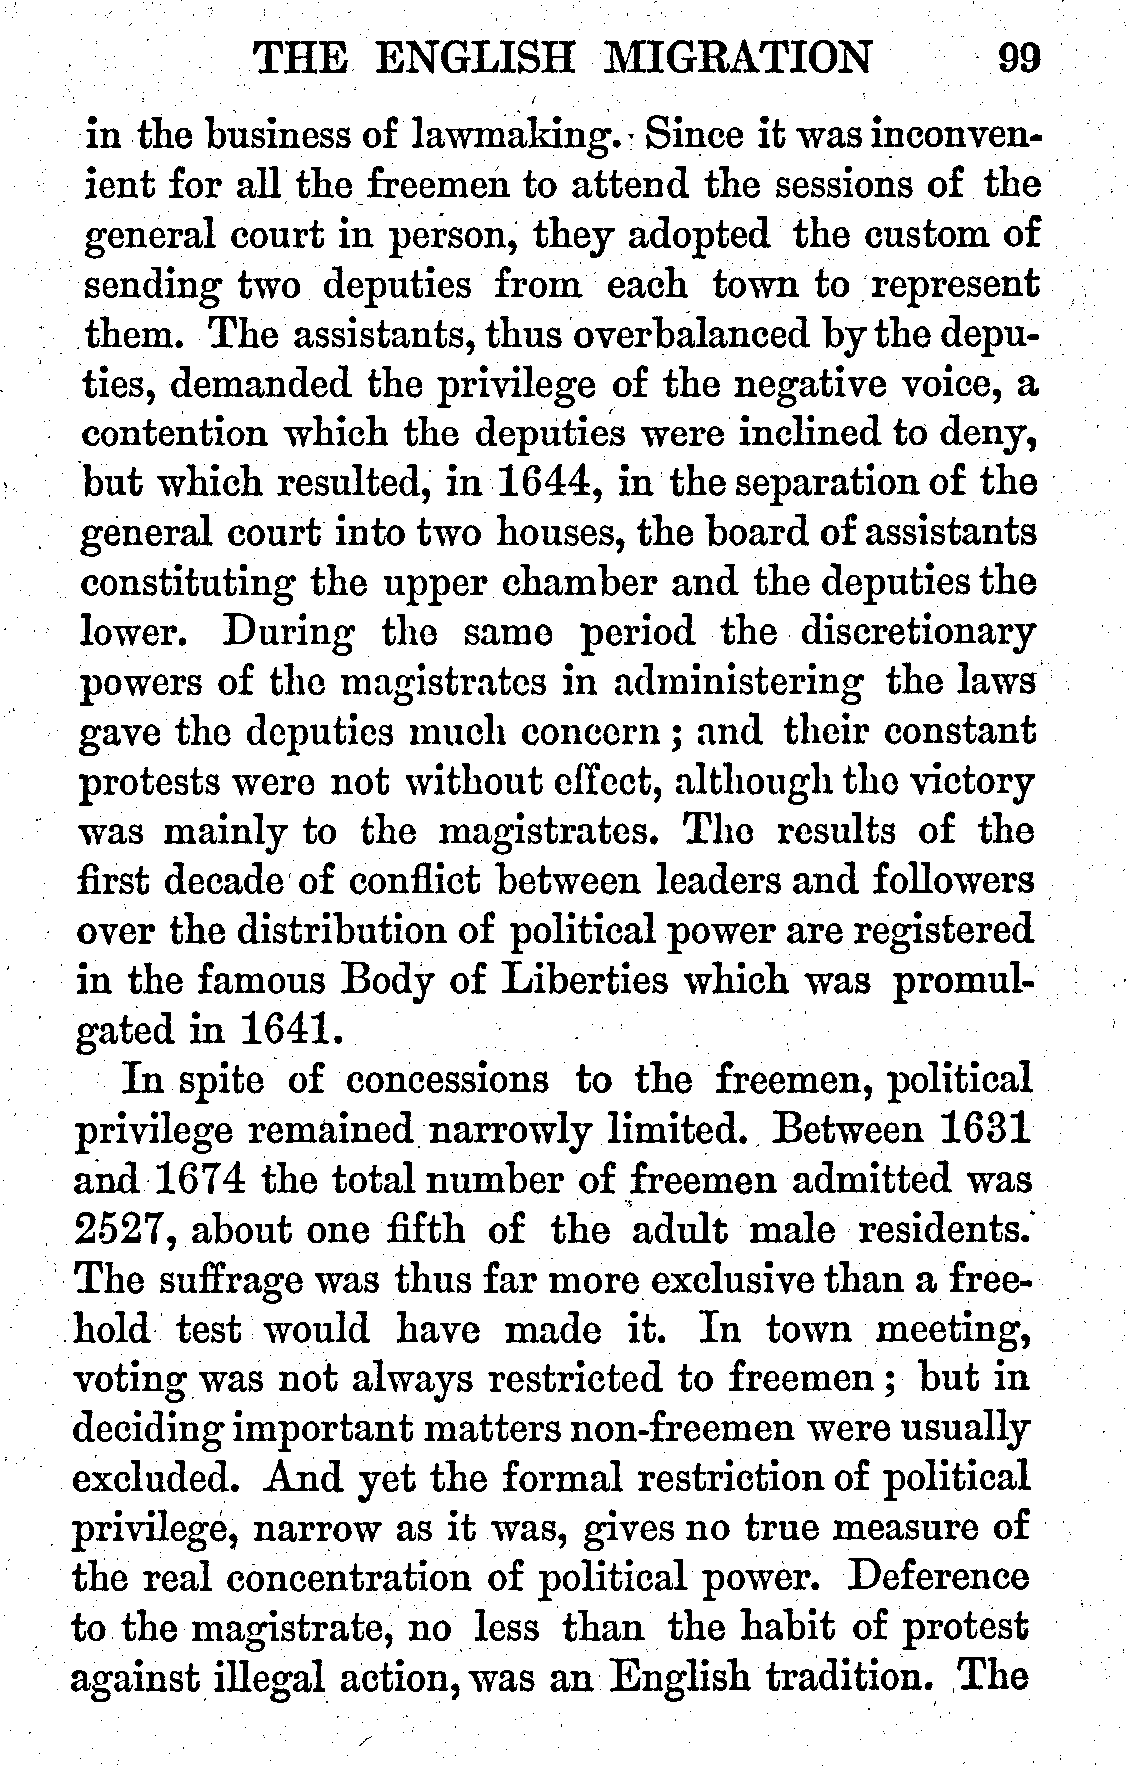 THE ENGLISH MIGRATION 99
in the business of lawmaking. Since it was inconven-
ient for all the freemen to attend the sessions of the
general court in person, they adopted the custom of
sending two deputies from each town to represent
them. The assistants, thus overbalanced by the depu-
ties, demanded the privilege of the negative voice, a
contention which the deputies were inclined to deny,
but which resulted, in 1644, in the separation of the
general court into two houses, the board of assistants
constituting the upper chamber and the deputies the
lower. During the same period the discretionary
powers of the magistrates in administering the laws
gave the deputies much concern; and their constant
protests were not without effect, although the victory
was mainly to the magistrates. The results of the
first decade of conflict between leaders and followers
over the distribution of political power are registered
in the famous Body of Liberties which was promul-
gated in 1641.
In spite of concessions to the freemen, political
privilege remained narrowly limited. Between 1631
and 1674 the total number of freemen admitted was
2527, about one fifth of the adult male residents.
The suffrage was thus far more exclusive than a free-
hold test would have made it. In town meeting,
voting was not always restricted to freemen; but in
deciding important matters non-freemen were usually
excluded. And yet the formal restriction of political
privilege, narrow as it was, gives no true measure of
the real concentration of political power. Deference
to the magistrate, no less than the habit of protest
against illegal action, was an English tradition. The